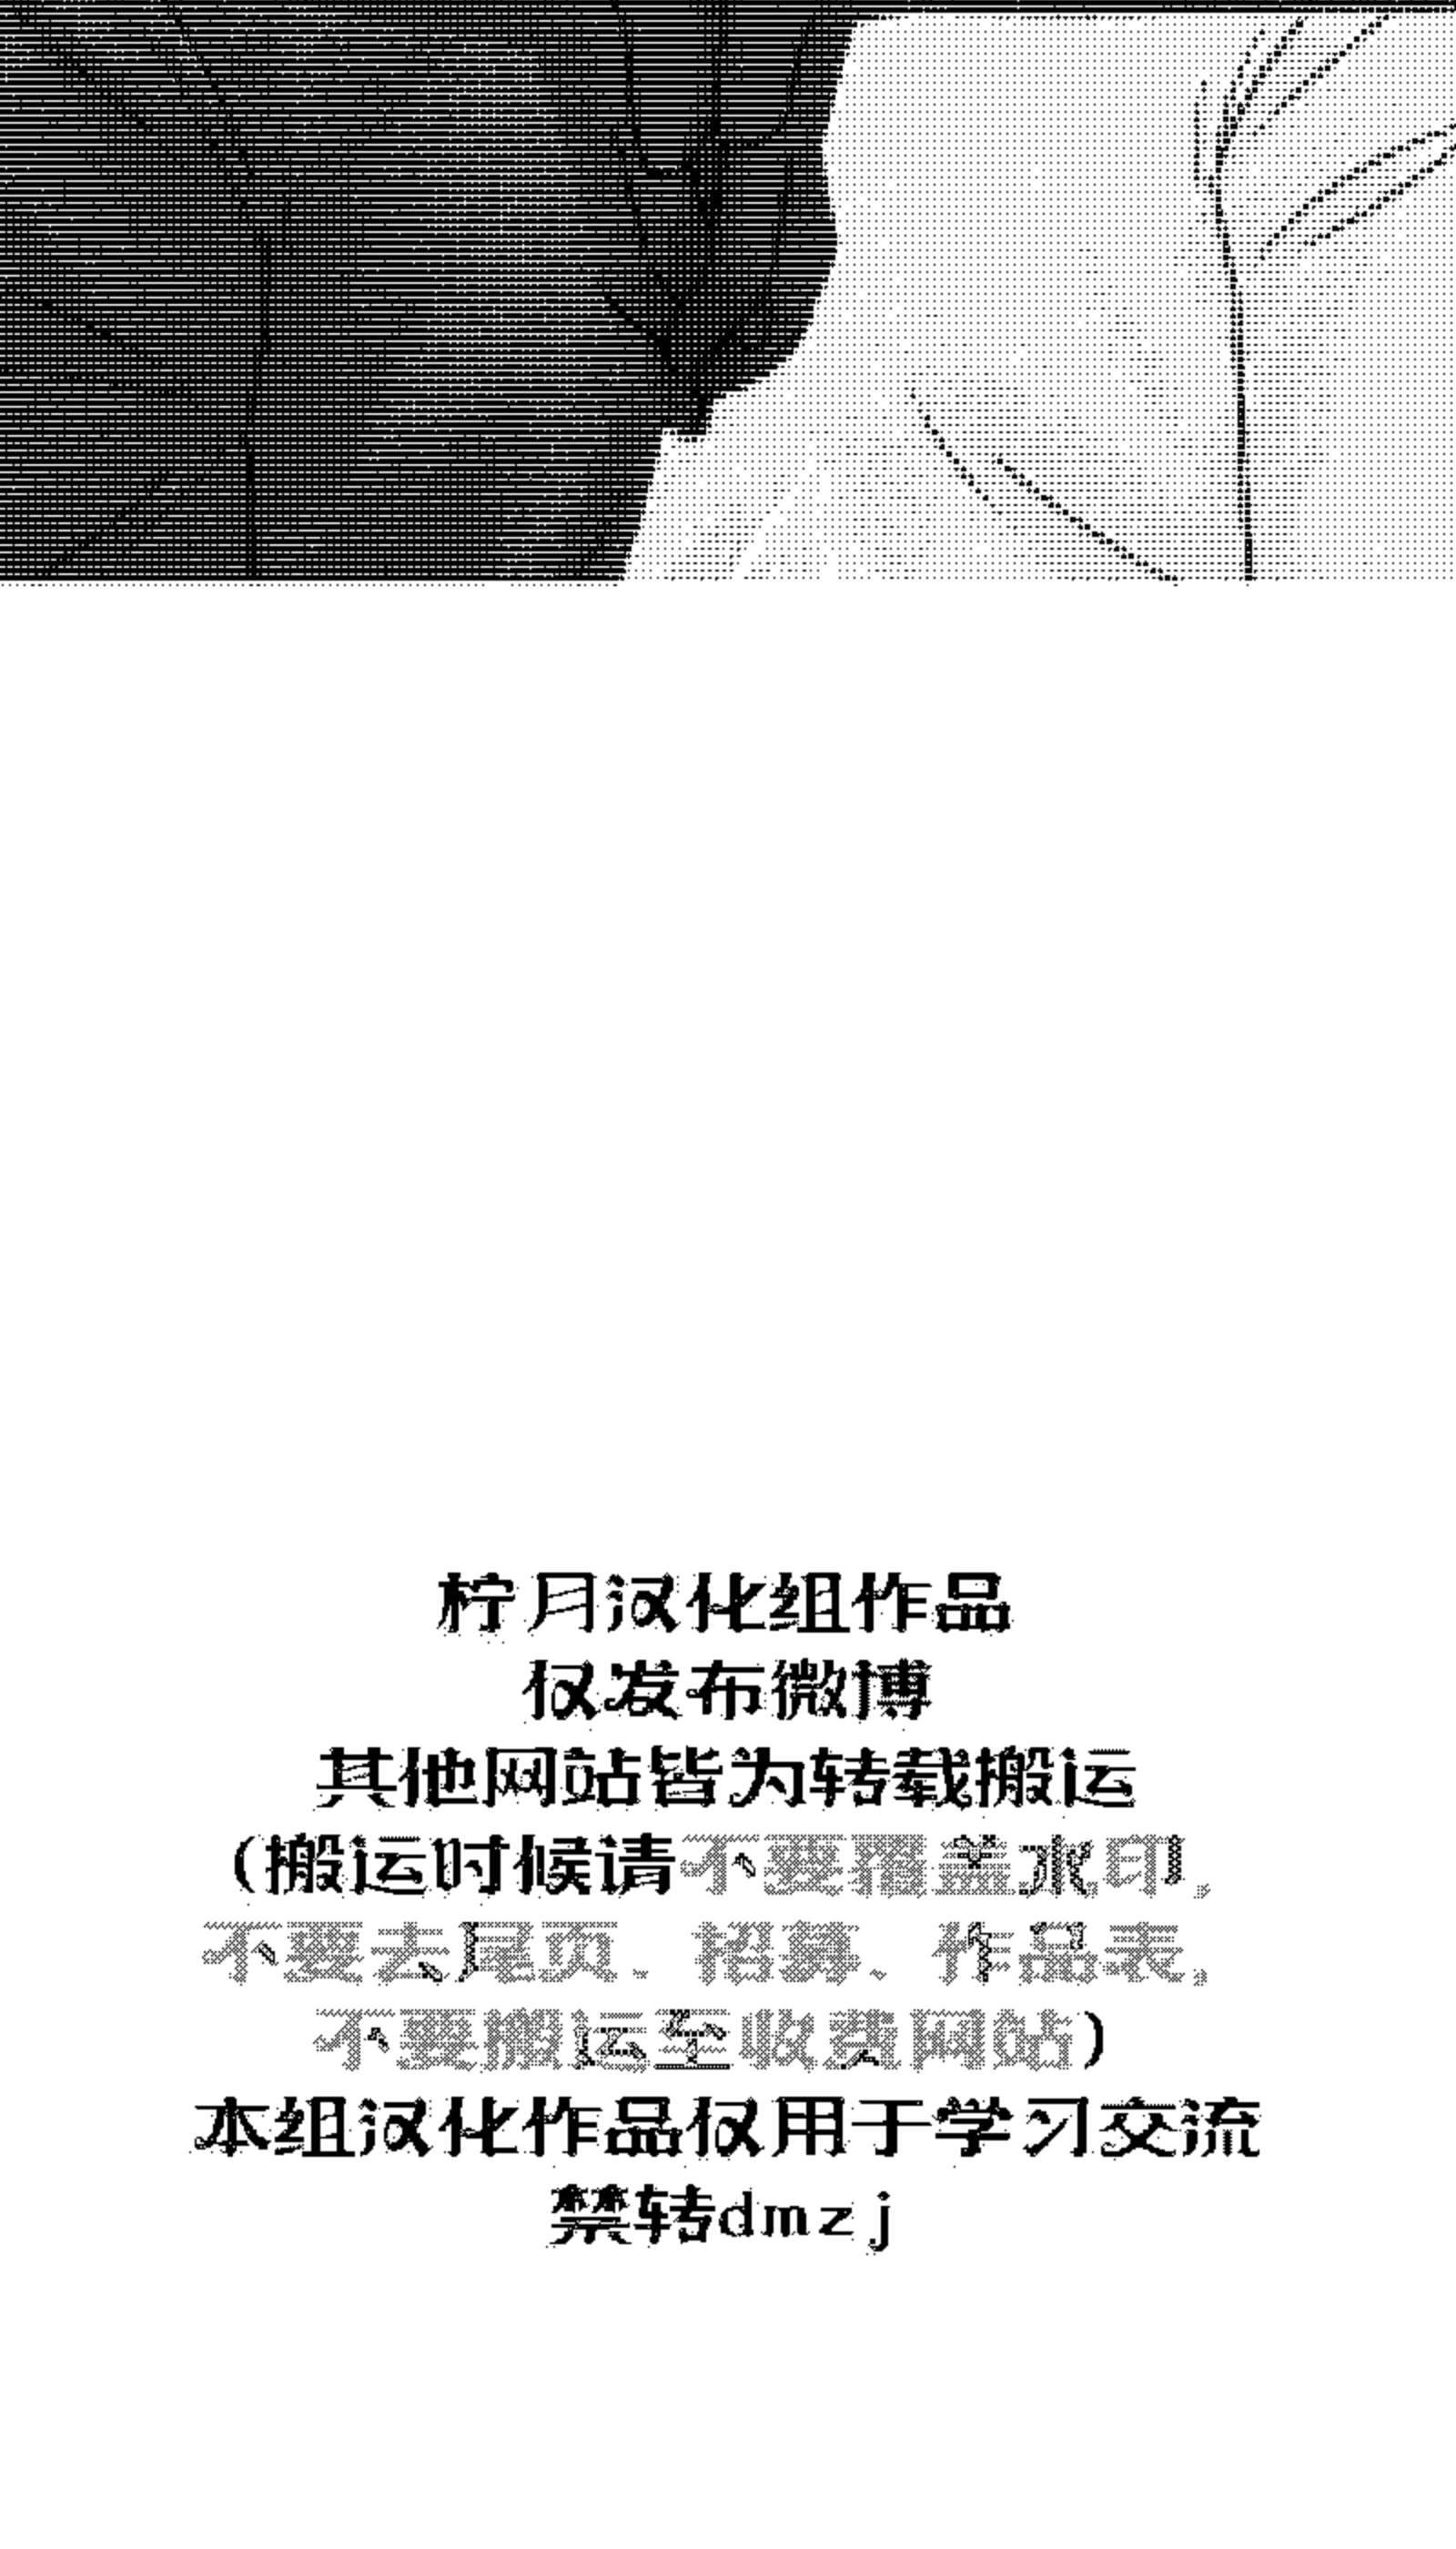 柠月汉化组作品
仅发布微博
其他网站皆为转载搬运
(搬运时候请不要覆盖水印,
不要去尾页、招募、作品表,
不要搬运至收费网站)
本组汉化作品仅用于学习交流
禁转dmzj